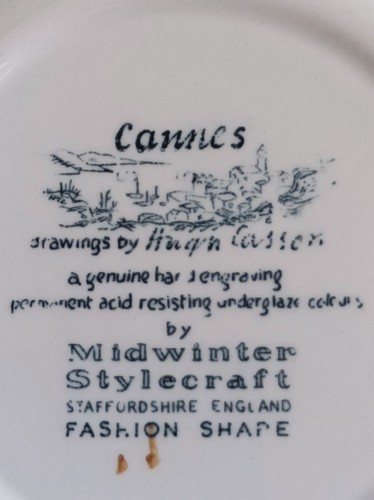 Cannes
drawings by Hugh Casson
a genuine hand engraving
permanent acid resisting underglaze colours
by
Midwinter
Stylecraft
STAFFORDSHIRE ENGLAND
FASHION SHAPE